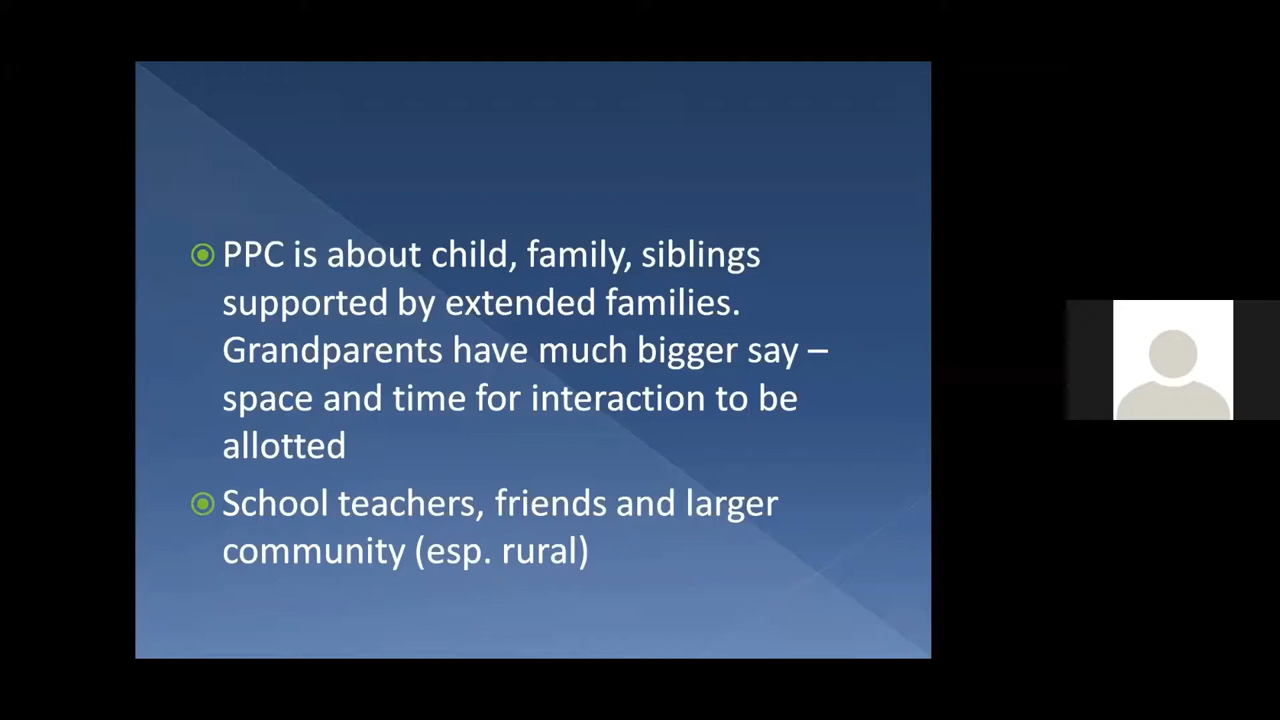 PPC is about child, family, siblings
supported by extended families.
Grandparents have much bigger say –
space and time for interaction to be
allotted
School teachers, friends and larger
community (esp. rural)